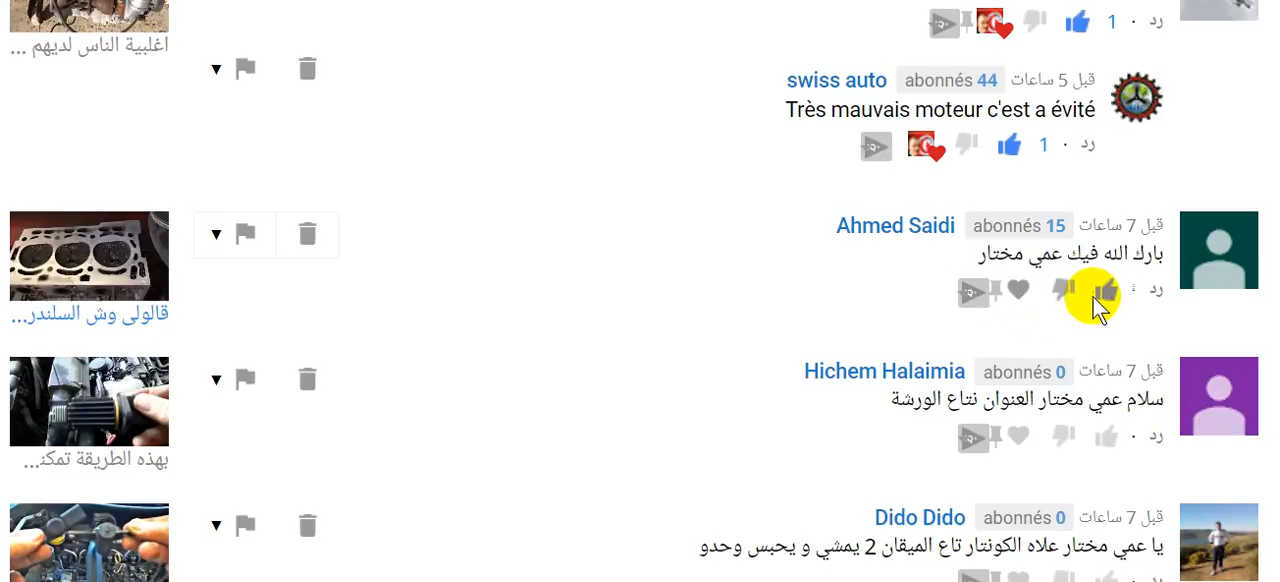 اغلبية الناس لديهم ...
1 · رد
swiss auto abonnés 44 قبل 5 ساعات
Très mauvais moteur c'est a évité
1 · رد
Ahmed Saidi abonnés 15 قبل 7 ساعات
بارك الله فيك عمي مختار
رد
قالولى وش السلندر...
Hichem Halaimia abonnés 0 قبل 7 ساعات
سلام عمي مختار العنوان نتاع الورشة
· رد
بهذه الطريقة تمكنـ...
Dido Dido abonnés 0 قبل 7 ساعات
يا عمي مختار علاه الكونتار تاع الميقان 2 يمشي و يحبس وحدو
· رد